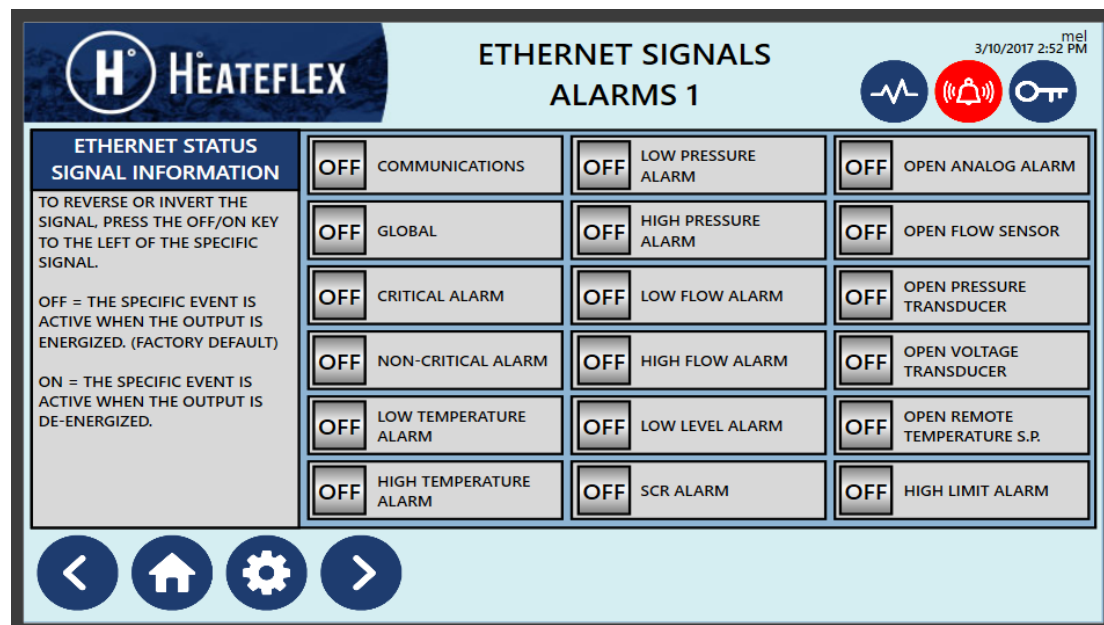 H° HEATEFLEX
ETHERNET SIGNALS
ALARMS 1
mel
3/10/2017 2:52 PM
ETHERNET STATUS
SIGNAL INFORMATION
TO REVERSE OR INVERT THE
SIGNAL, PRESS THE OFF/ON KEY
TO THE LEFT OF THE SPECIFIC
SIGNAL.
OFF = THE SPECIFIC EVENT IS
ACTIVE WHEN THE OUTPUT IS
ENERGIZED. (FACTORY DEFAULT)
ON = THE SPECIFIC EVENT IS
ACTIVE WHEN THE OUTPUT IS
DE-ENERGIZED.
OFF COMMUNICATIONS
OFF GLOBAL
OFF CRITICAL ALARM
OFF NON-CRITICAL ALARM
OFF LOW TEMPERATURE
ALARM
OFF HIGH TEMPERATURE
ALARM
OFF LOW PRESSURE
ALARM
OFF HIGH PRESSURE
ALARM
OFF LOW FLOW ALARM
OFF HIGH FLOW ALARM
OFF LOW LEVEL ALARM
OFF SCR ALARM
OFF OPEN ANALOG ALARM
OFF OPEN FLOW SENSOR
OFF OPEN PRESSURE
TRANSDUCER
OFF OPEN VOLTAGE
TRANSDUCER
OFF OPEN REMOTE
TEMPERATURE S.P.
OFF HIGH LIMIT ALARM